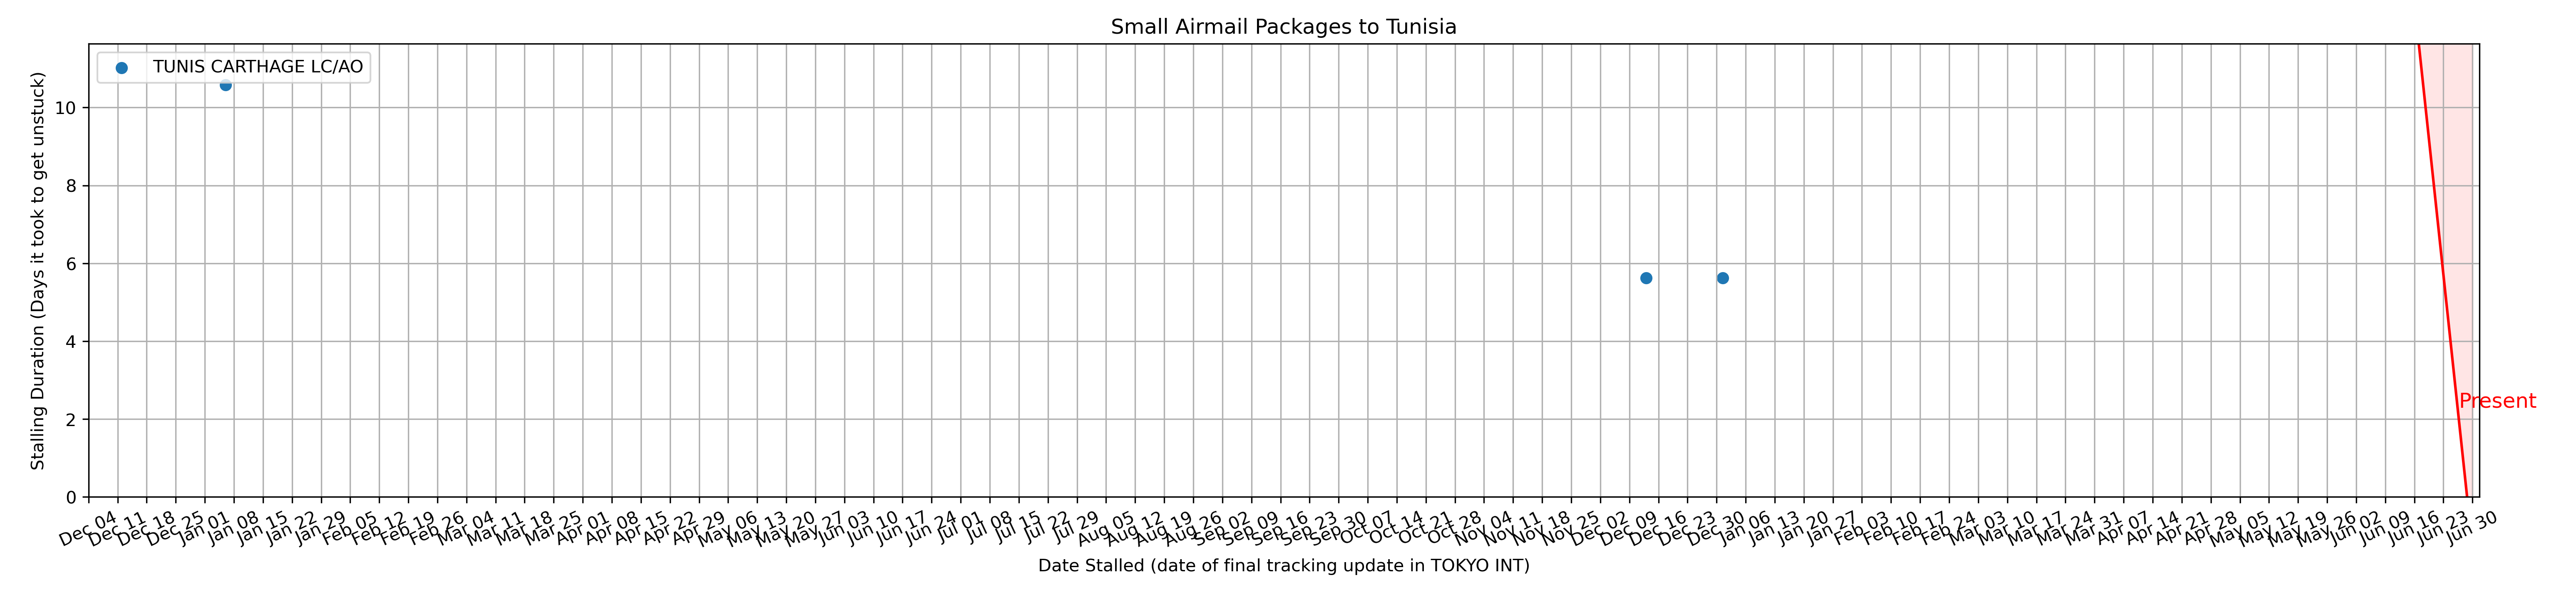 Small Airmail Packages to Tunisia
TUNIS CARTHAGE LC/AO
Stalling Duration (Days it took to get unstuck)
10
8
6
4
2
0
Present
Dec 04
Dec 11
Dec 18
Dec 25
Jan 01
Jan 08
Jan 15
Jan 22
Jan 29
Feb 05
Feb 12
Feb 19
Feb 26
Mar 04
Mar 11
Mar 18
Mar 25
Apr 01
Apr 08
Apr 15
Apr 22
Apr 29
May 06
May 13
May 20
May 27
Jun 03
Jun 10
Jun 17
Jun 24
Jul 01
Jul 08
Jul 15
Jul 22
Jul 29
Aug 05
Aug 12
Aug 19
Aug 26
Sep 02
Sep 09
Sep 16
Sep 23
Sep 30
Oct 07
Oct 14
Oct 21
Oct 28
Nov 04
Nov 11
Nov 18
Nov 25
Dec 02
Dec 09
Dec 16
Dec 23
Dec 30
Jan 06
Jan 13
Jan 20
Jan 27
Feb 03
Feb 10
Feb 17
Feb 24
Mar 03
Mar 10
Mar 17
Mar 24
Mar 31
Apr 07
Apr 14
Apr 21
Apr 28
May 05
May 12
May 19
May 26
Jun 02
Jun 09
Jun 16
Jun 23
Jun 30
Date Stalled (date of final tracking update in TOKYO INT)